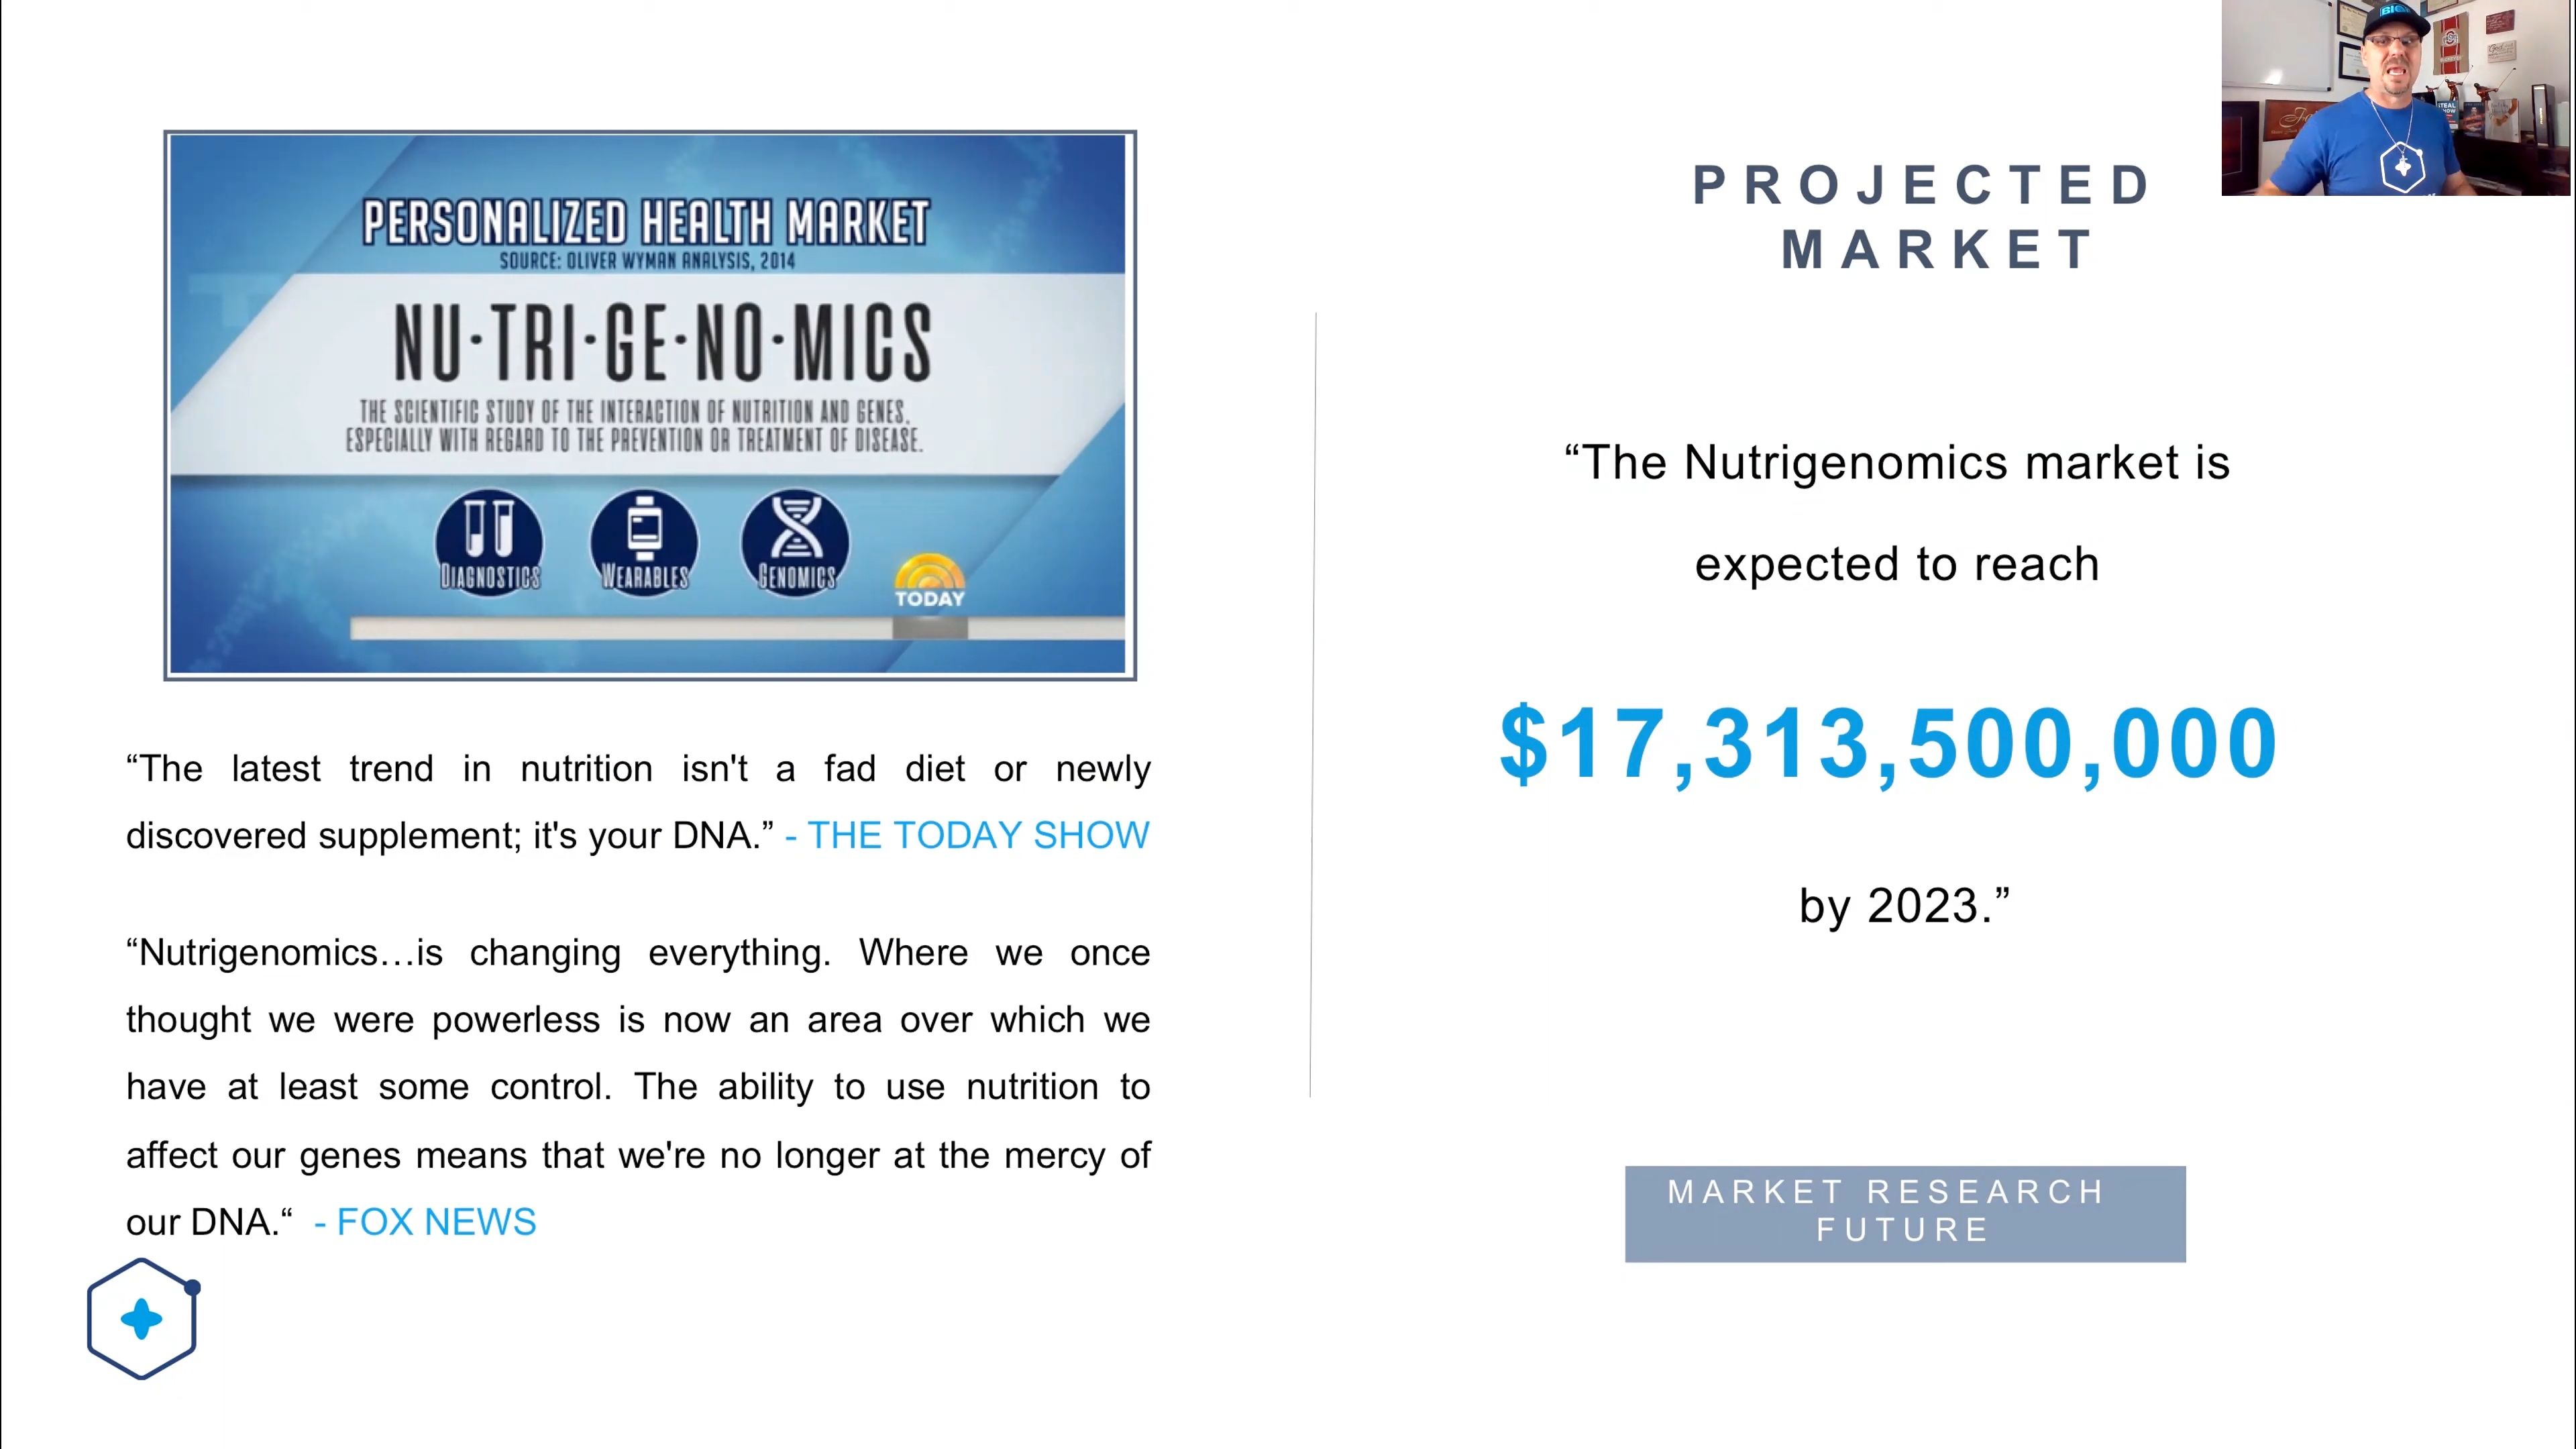 PERSONALIZED HEALTH MARKET
SOURCE: OLIVER WYMAN ANALYSIS, 2014
NU·TRI·GE·NO·MICS
THE SCIENTIFIC STUDY OF THE INTERACTION OF NUTRITION AND GENES,
ESPECIALLY WITH REGARD TO THE PREVENTION OR TREATMENT OF DISEASE.
DIAGNOSTICS
WEARABLES
GENOMICS
TODAY
“The latest trend in nutrition isn't a fad diet or newly
discovered supplement; it's your DNA.” - THE TODAY SHOW
“Nutrigenomics…is changing everything. Where we once
thought we were powerless is now an area over which we
have at least some control. The ability to use nutrition to
affect our genes means that we're no longer at the mercy of
our DNA.“ - FOX NEWS
PROJECTED
MARKET
“The Nutrigenomics market is
expected to reach
$17,313,500,000
by 2023.”
MARKET RESEARCH
FUTURE